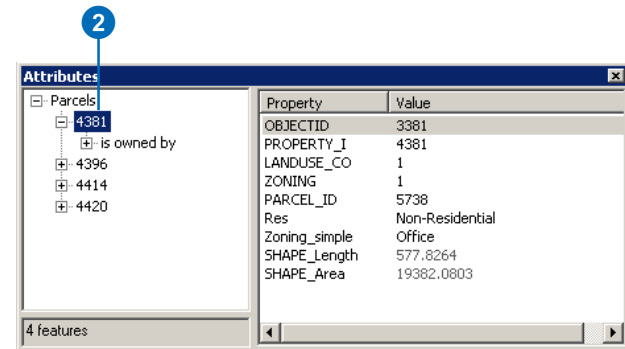 2
Attributes
Parcels
4381
is owned by
4396
4414
4420
4 features
Property Value
OBJECTID 3381
PROPERTY_I 4381
LANDUSE_CO 1
ZONING 1
PARCEL_ID 5738
Res Non-Residential
Zoning_simple Office
SHAPE_Length 577.8264
SHAPE_Area 19382.0803